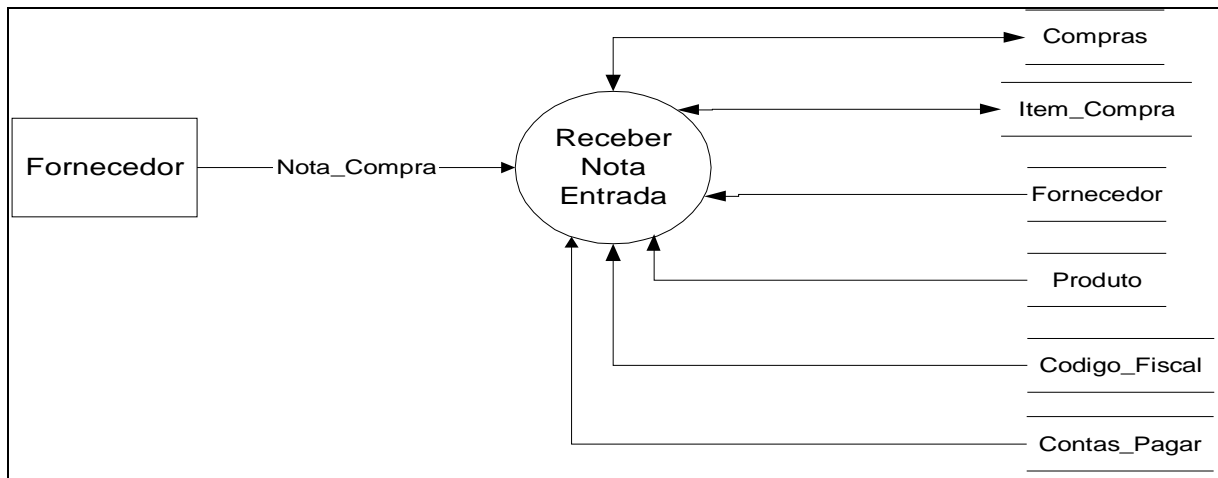 Fornecedor
Nota_Compra
Receber
Nota
Entrada
Compras
Item_Compra
Fornecedor
Produto
Codigo_Fiscal
Contas_Pagar